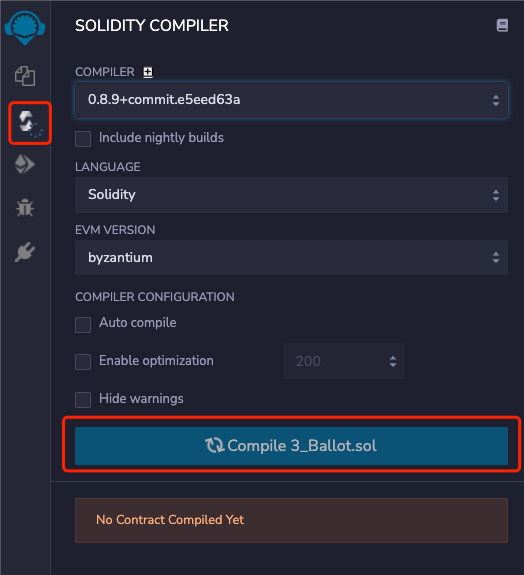 SOLIDITY COMPILER
COMPILER
0.8.9+commit.e5eed63a
Include nightly builds
LANGUAGE
Solidity
EVM VERSION
byzantium
COMPILER CONFIGURATION
Auto compile
Enable optimization 200
Hide warnings
Compile 3_Ballot.sol
No Contract Compiled Yet